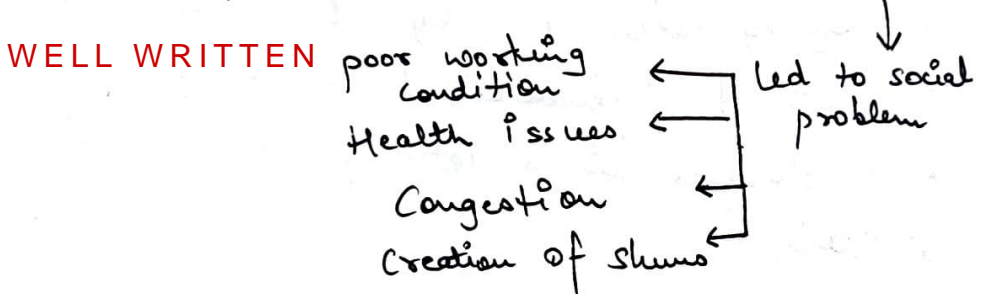 WELL WRITTEN
poor working
condition
Health issues
Congestion
Creation of slums
Led to social
problem